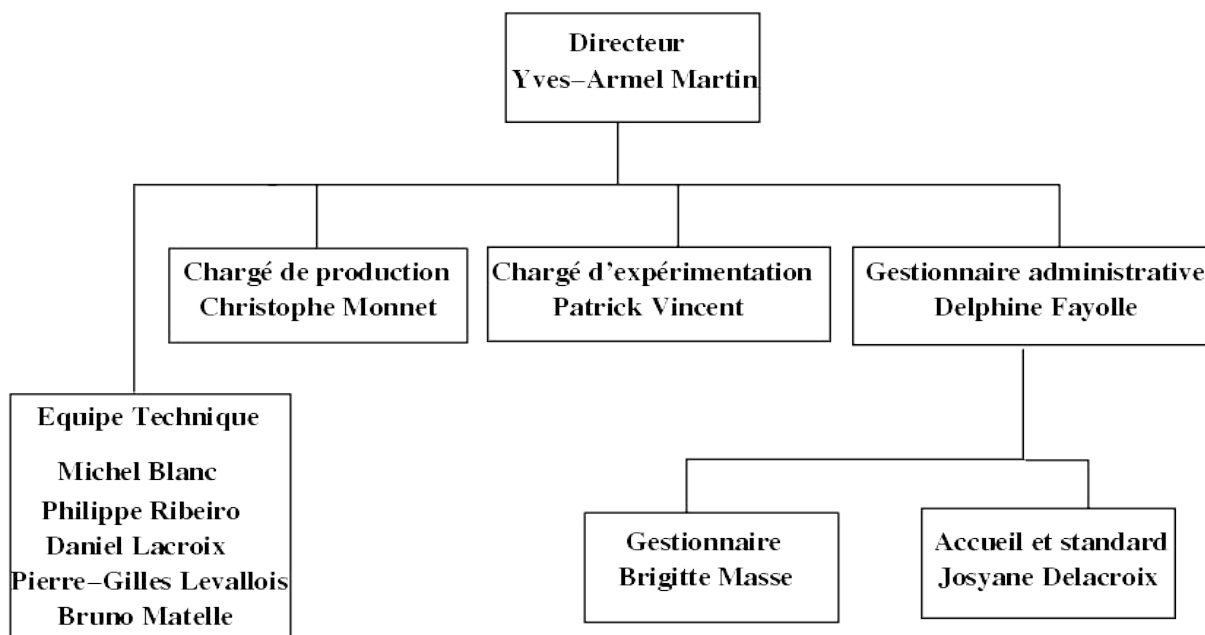 Directeur
Yves-Armel Martin
Chargé de production
Christophe Monnet
Chargé d'expérimentation
Patrick Vincent
Gestionnaire administrative
Delphine Fayolle
Equipe Technique
Michel Blanc
Philippe Ribeiro
Daniel Lacroix
Pierre-Gilles Levallois
Bruno Matelle
Gestionnaire
Brigitte Masse
Accueil et standard
Josyane Delacroix